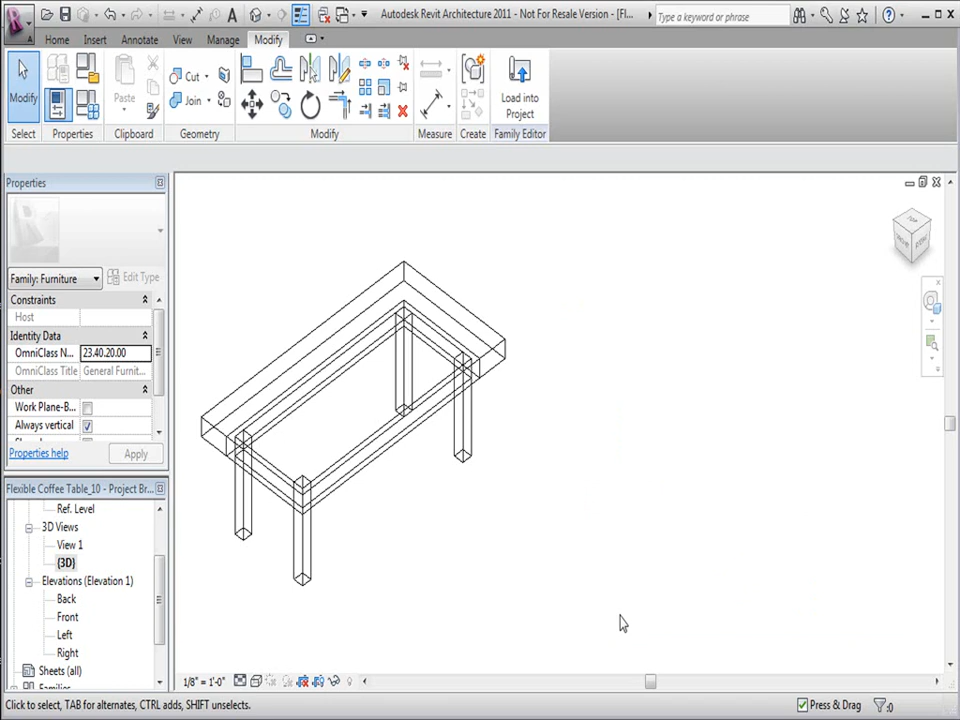 Autodesk Revit Architecture 2011 - Not For Resale Version - [Fl...
Type a keyword or phrase
Home Insert Annotate View Manage Modify
Modify
Paste
Cut
Join
Load into
Project
Select Properties Clipboard Geometry Modify Measure Create Family Editor
Properties
Family: Furniture
Edit Type
Constraints
Host
Identity Data
OmniClass N... 23.40.20.00
OmniClass Title General Furnit...
Other
Work Plane-B...
Always vertical
Properties help
Apply
Flexible Coffee Table_10 - Project Br...
Ref. Level
3D Views
View 1
{3D}
Elevations (Elevation 1)
Back
Front
Left
Right
Sheets (all)
Families
1/8" = 1'-0"
Click to select, TAB for alternates, CTRL adds, SHIFT unselects.
Press & Drag
:0